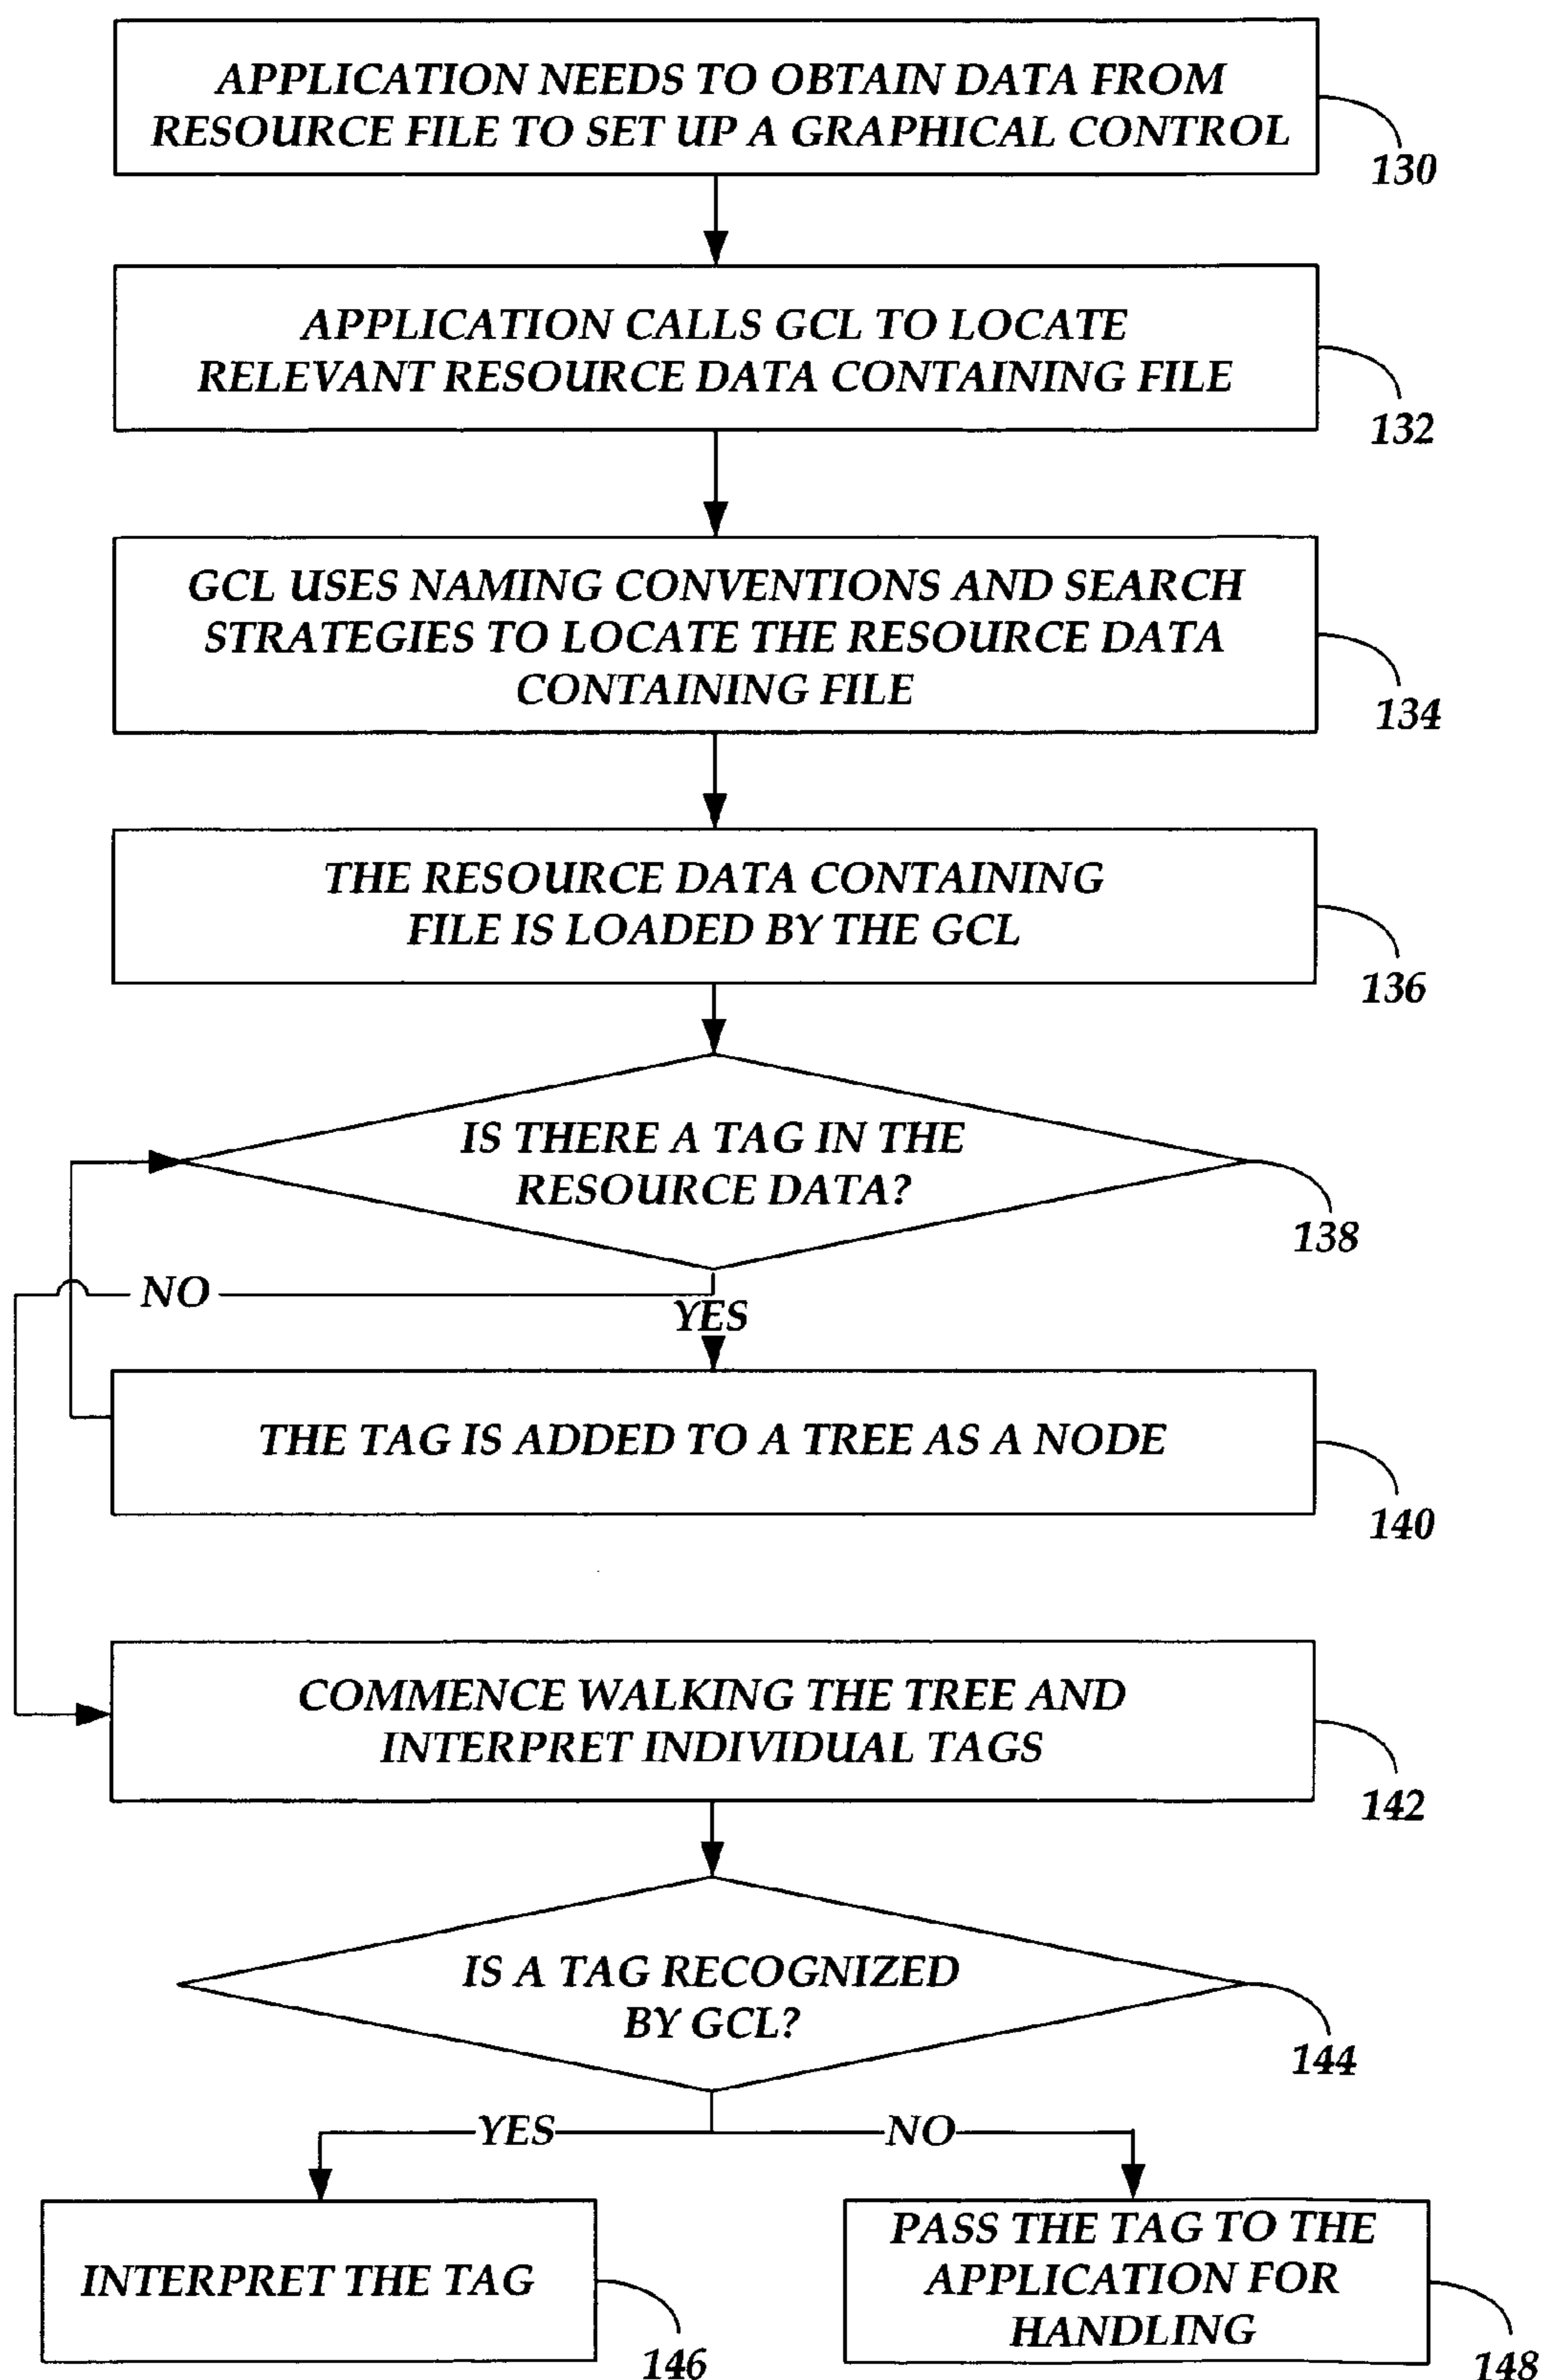 APPLICATION NEEDS TO OBTAIN DATA FROM
RESOURCE FILE TO SET UP A GRAPHICAL CONTROL
130
APPLICATION CALLS GCL TO LOCATE
RELEVANT RESOURCE DATA CONTAINING FILE
132
GCL USES NAMING CONVENTIONS AND SEARCH
STRATEGIES TO LOCATE THE RESOURCE DATA
CONTAINING FILE
134
THE RESOURCE DATA CONTAINING
FILE IS LOADED BY THE GCL
136
IS THERE A TAG IN THE
RESOURCE DATA?
138
NO
YES
THE TAG IS ADDED TO A TREE AS A NODE
140
COMMENCE WALKING THE TREE AND
INTERPRET INDIVIDUAL TAGS
142
IS A TAG RECOGNIZED
BY GCL?
144
YES
NO
INTERPRET THE TAG
146
PASS THE TAG TO THE
APPLICATION FOR
HANDLING
148